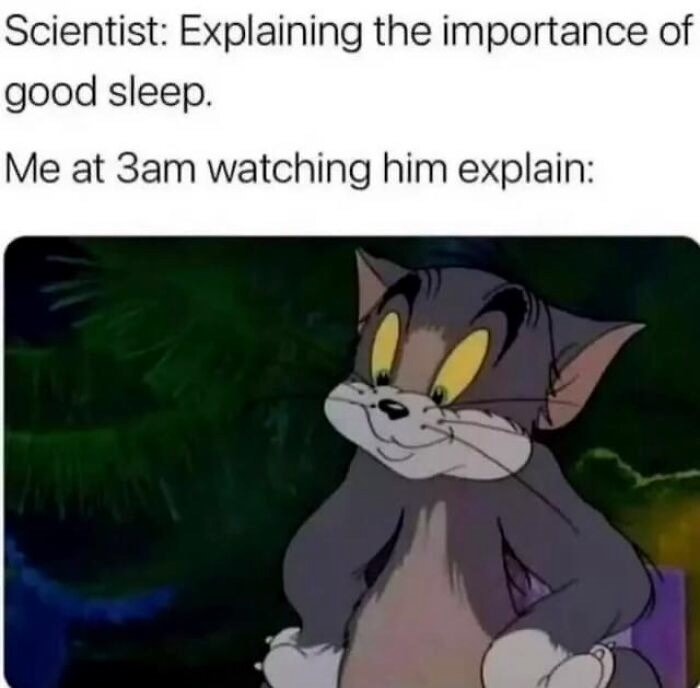 Scientist: Explaining the importance of
good sleep.
Me at 3am watching him explain: